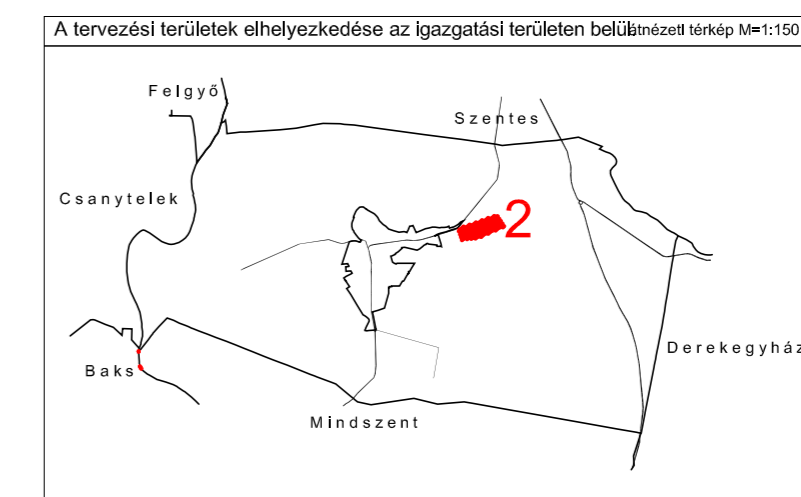 A tervezési területek elhelyezkedése az igazgatási területen belül
átnézeti térkép M=1:150
Felgyő
Szentes
Csanytelek
2
Derekegyház
Baks
Mindszent